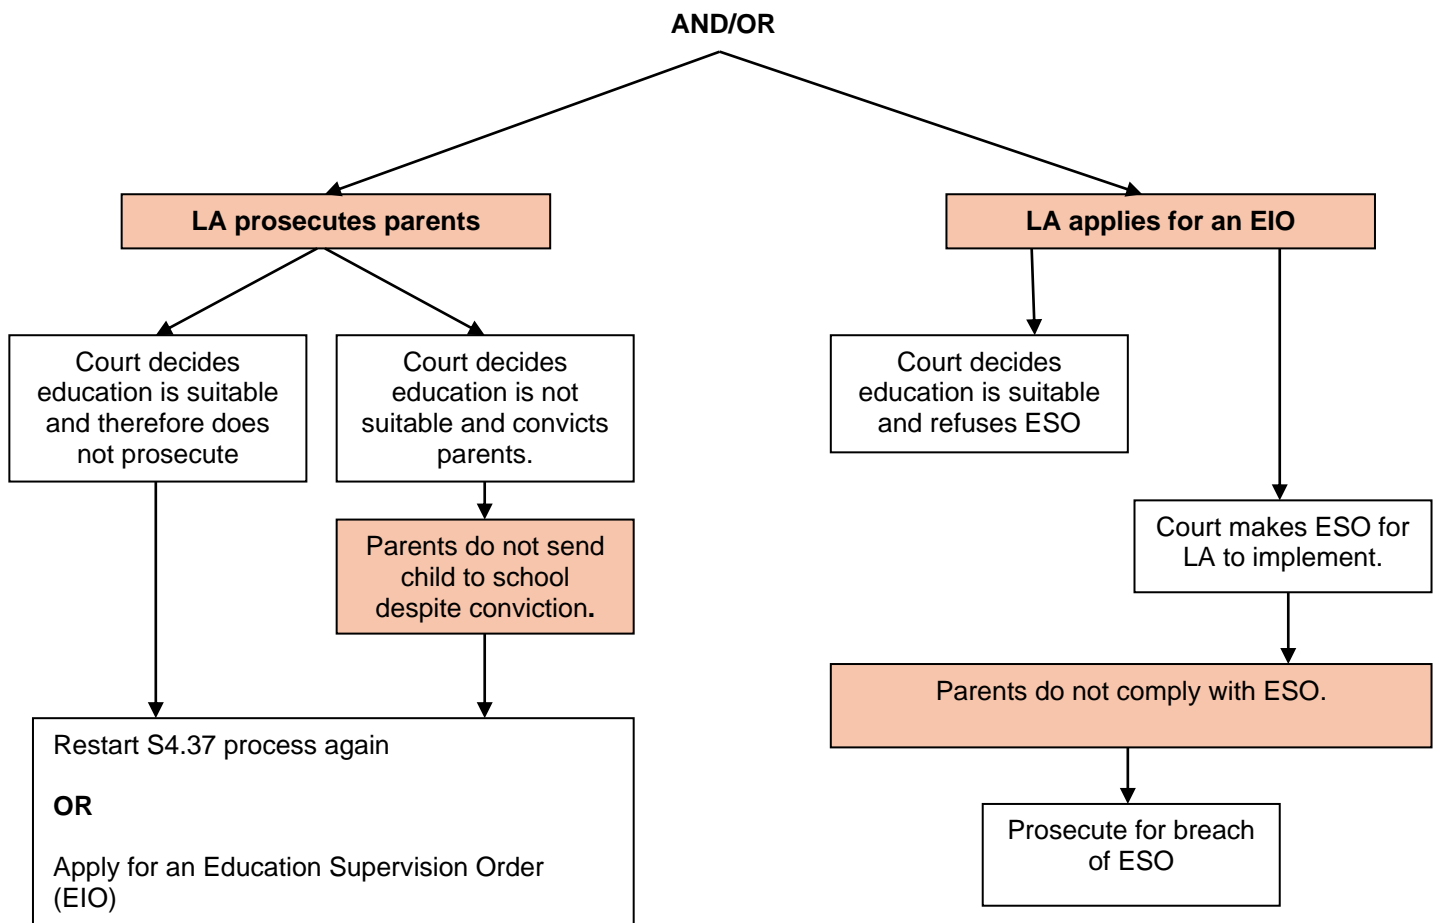 AND/OR
LA prosecutes parents
LA applies for an EIO
Court decides
education is suitable
and therefore does
not prosecute
Court decides
education is not
suitable and convicts
parents.
Court decides
education is suitable
and refuses ESO
Court makes ESO for
LA to implement.
Parents do not send
child to school
despite conviction.
Parents do not comply with ESO.
Restart S4.37 process again
OR
Apply for an Education Supervision Order
(EIO)
Prosecute for breach
of ESO